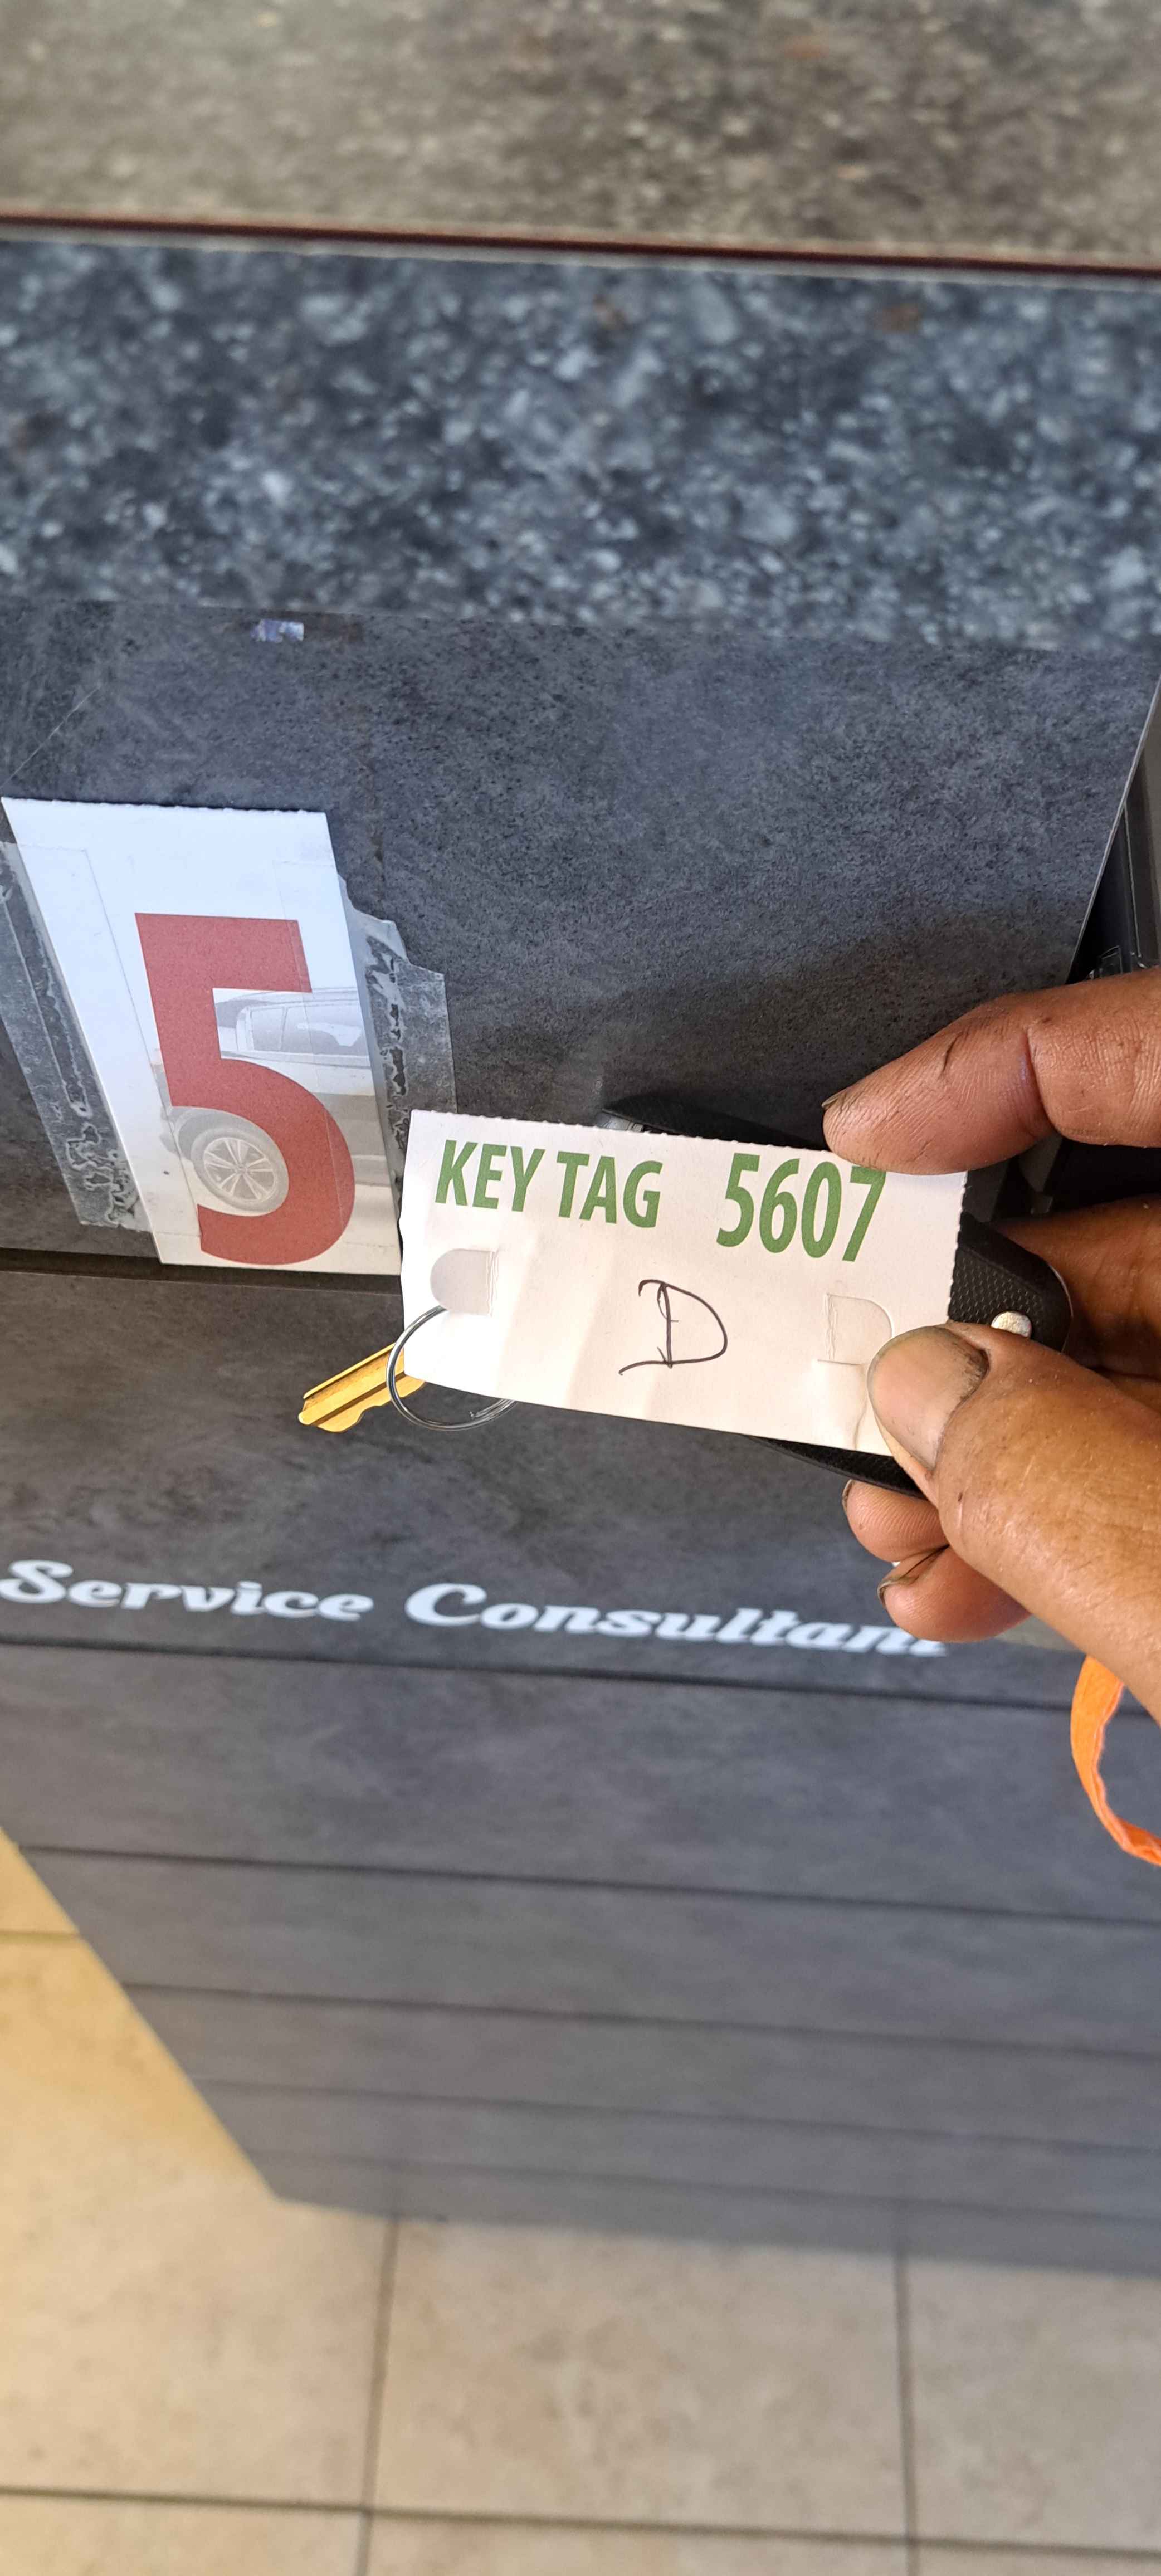 5
KEY TAG 5607
D
Service Consultant